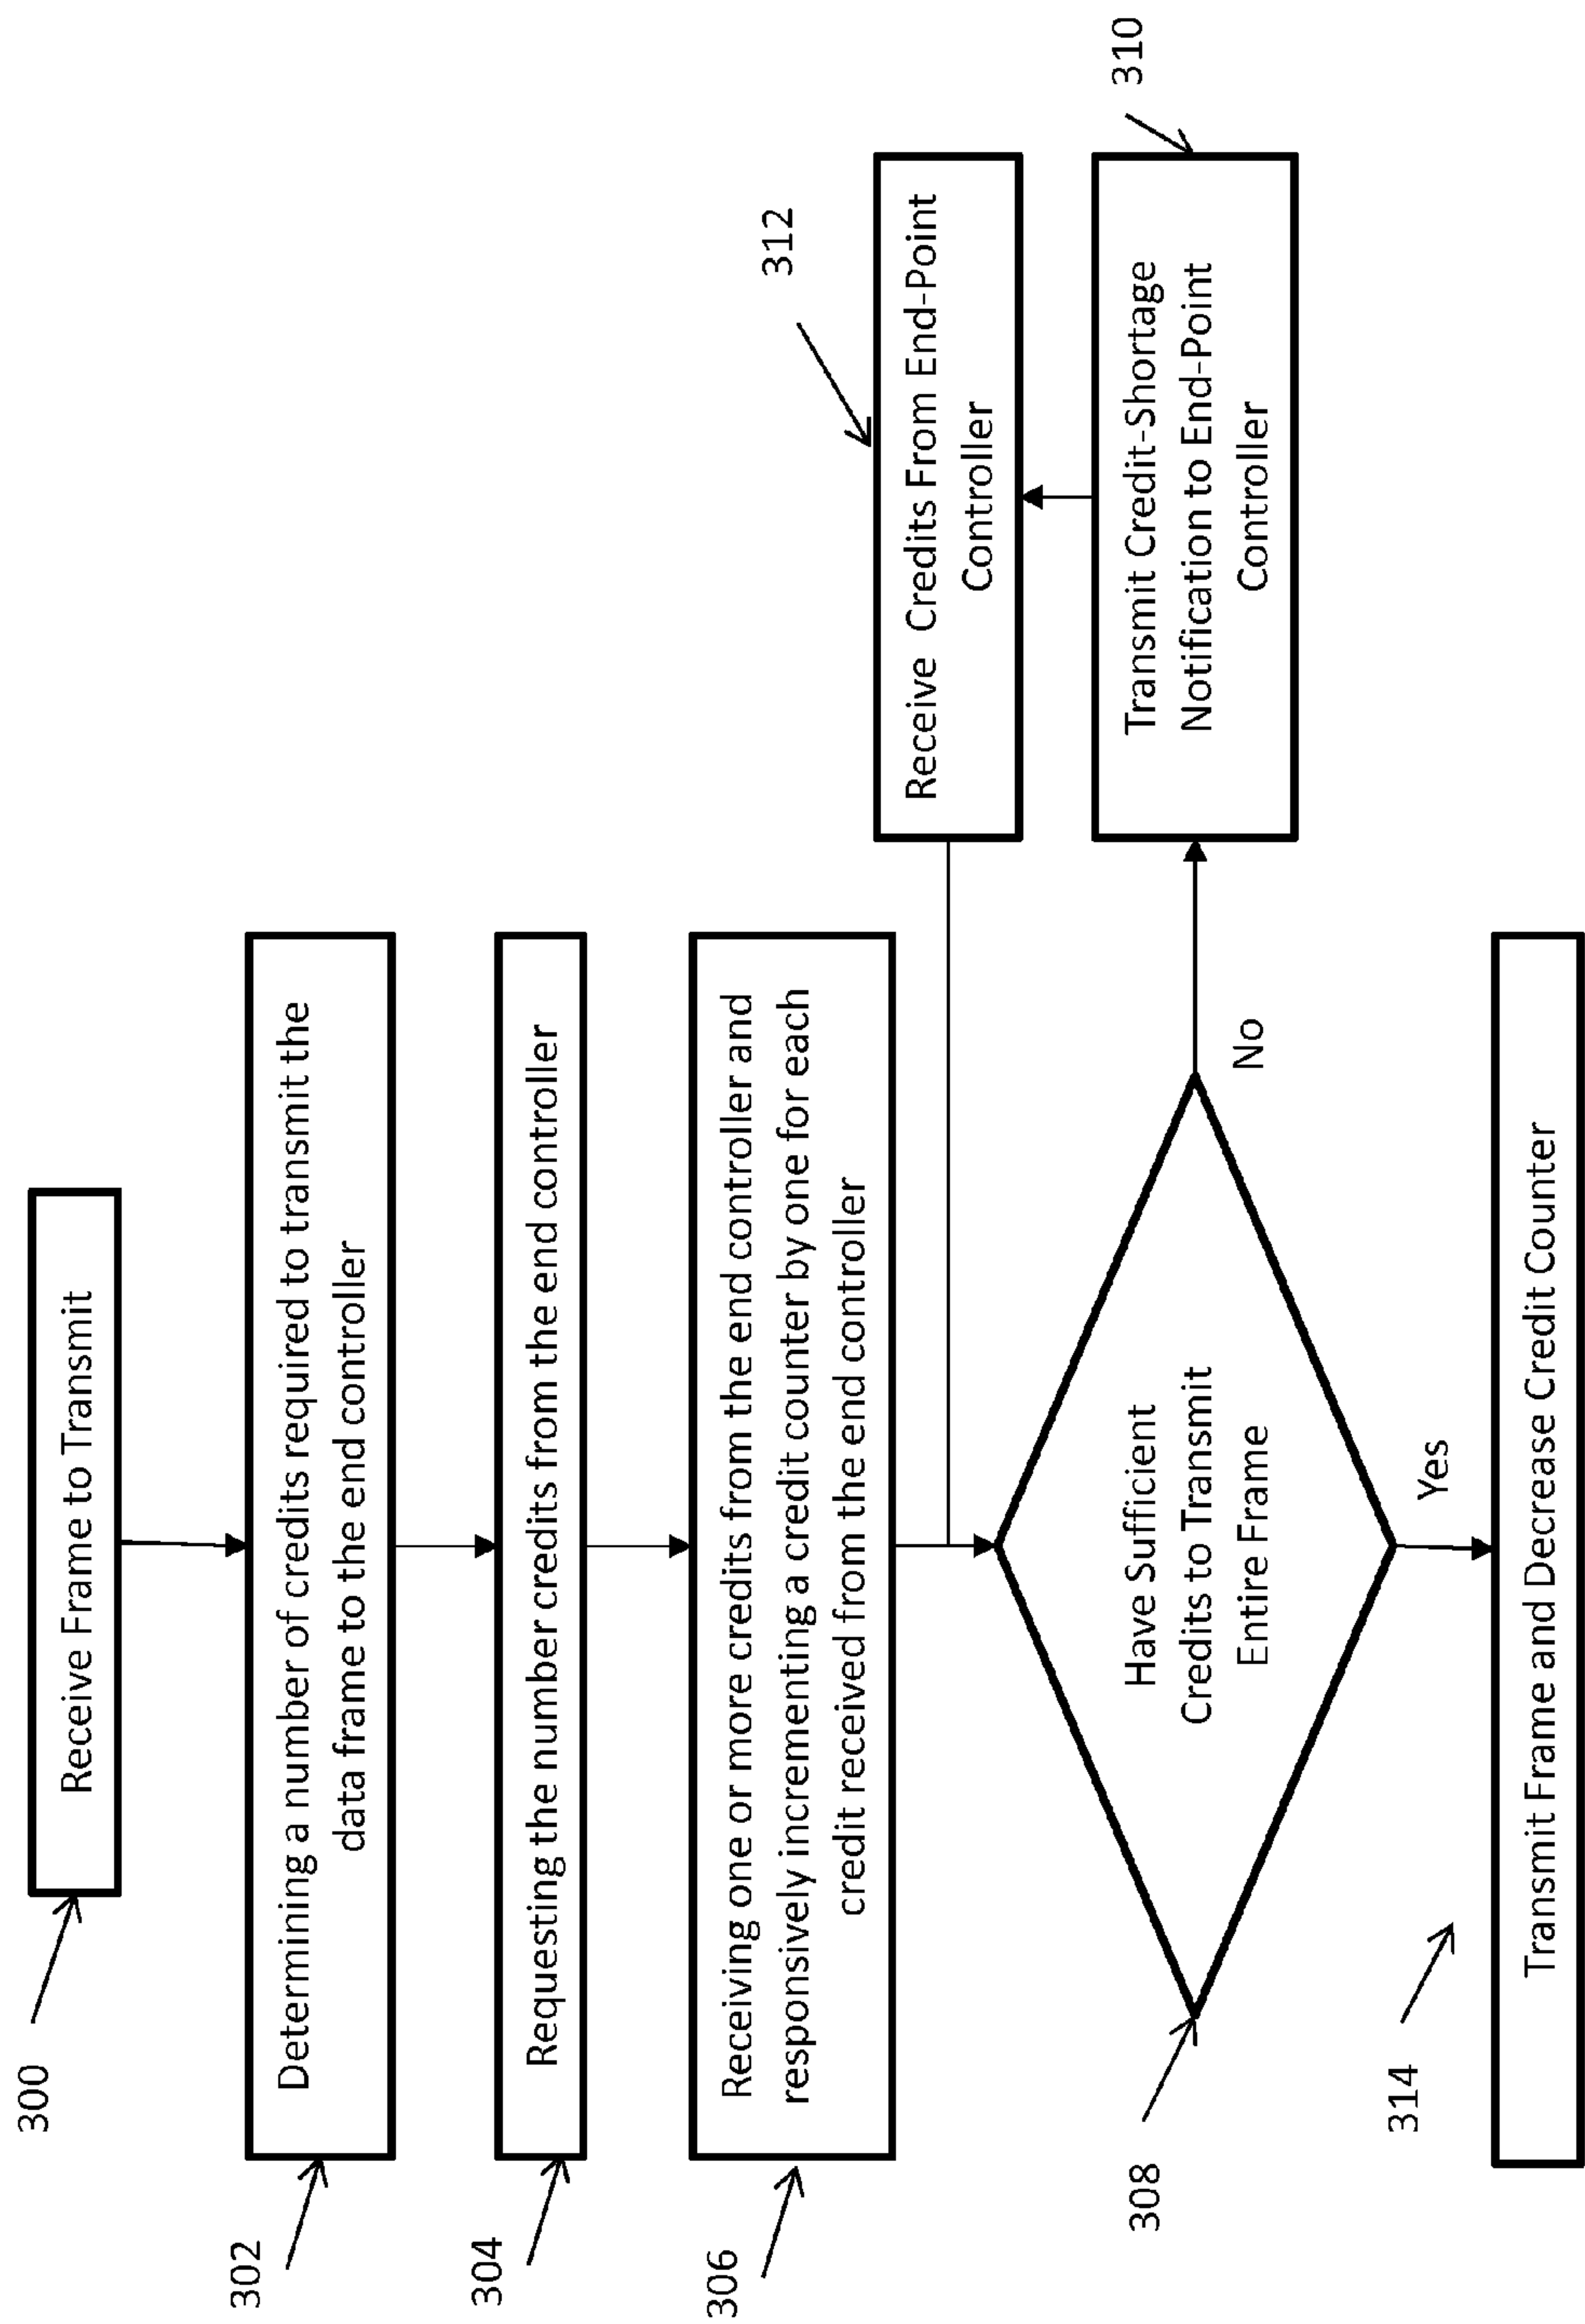 300
Receive Frame to Transmit
302
Determining a number of credits required to transmit the
data frame to the end controller
304
Requesting the number credits from the end controller
306
Receiving one or more credits from the end controller and
responsively incrementing a credit counter by one for each
credit received from the end controller
312
Receive Credits From End-Point
Controller
308
Have Sufficient
Credits to Transmit
Entire Frame
No
310
Transmit Credit-Shortage
Notification to End-Point
Controller
Yes
314
Transmit Frame and Decrease Credit Counter